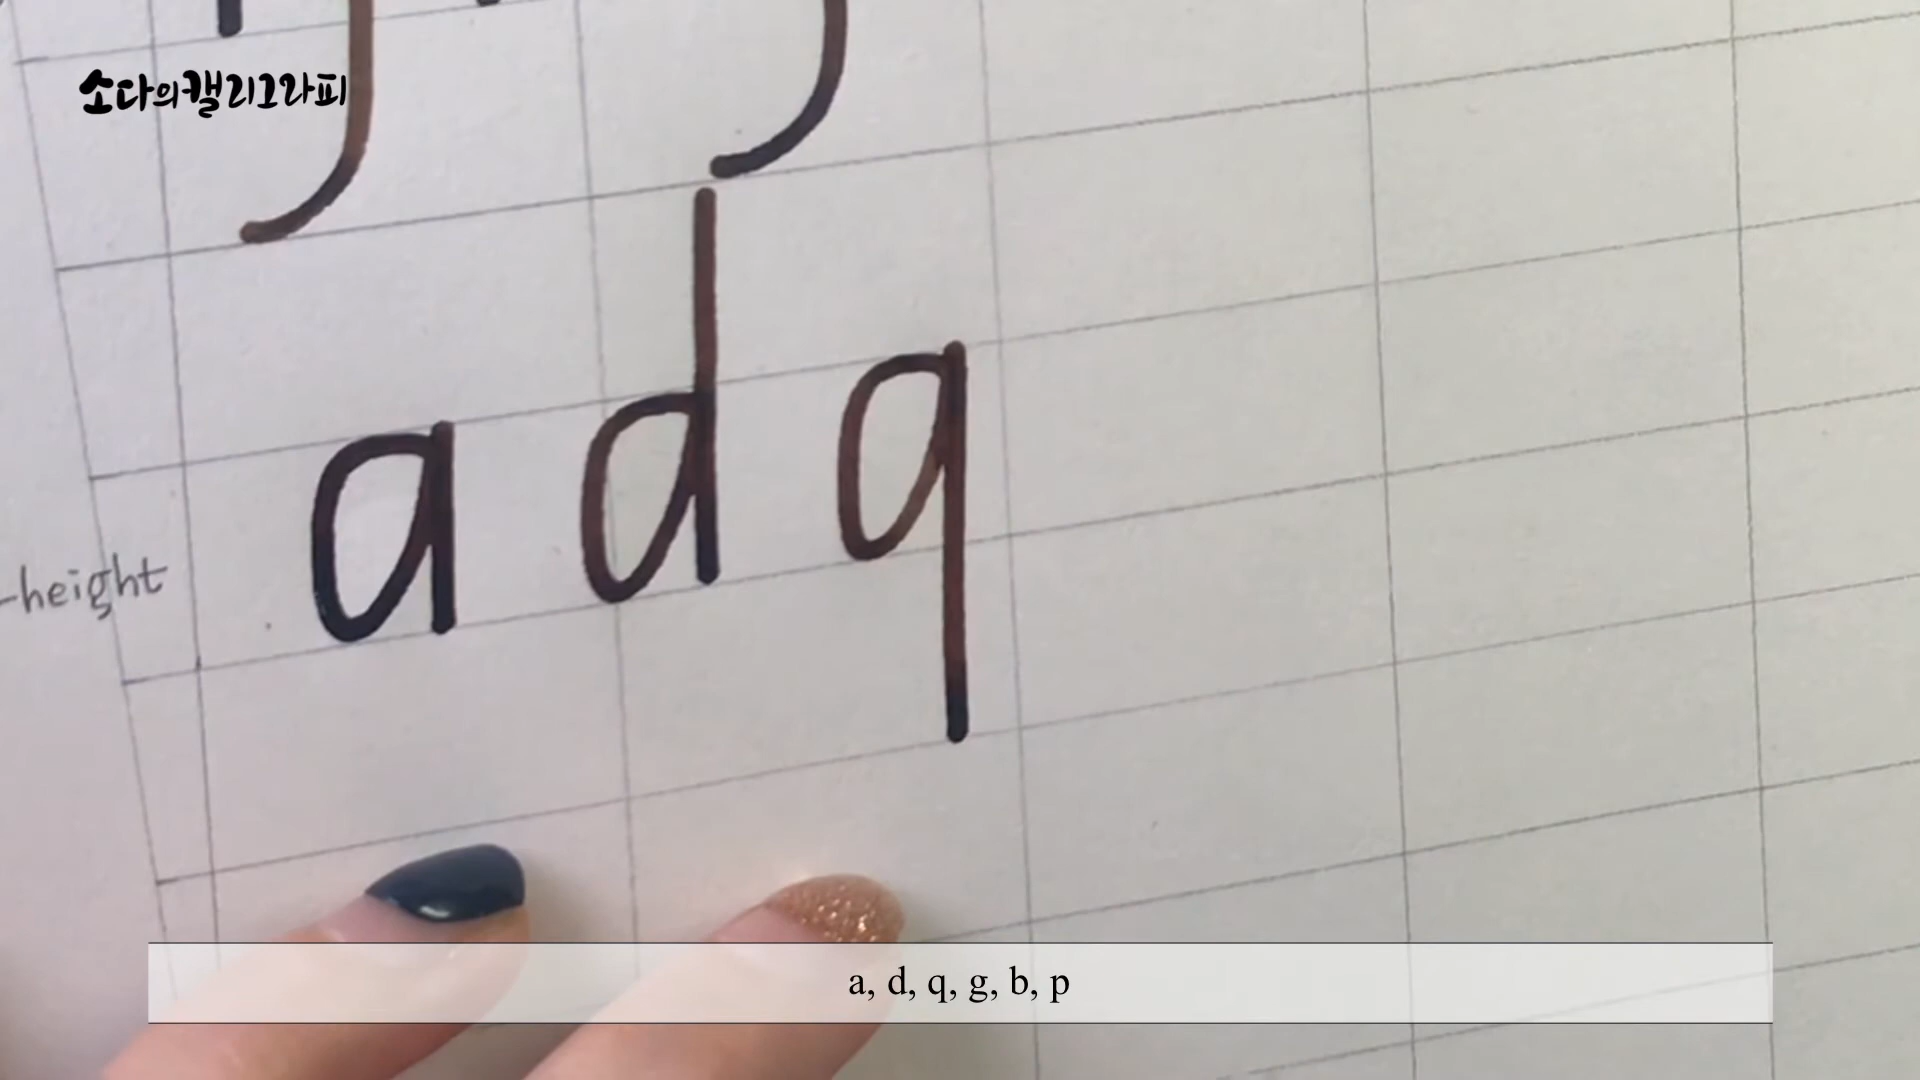 소다의캘리그라피
a d q
-height
a, d, q, g, b, p